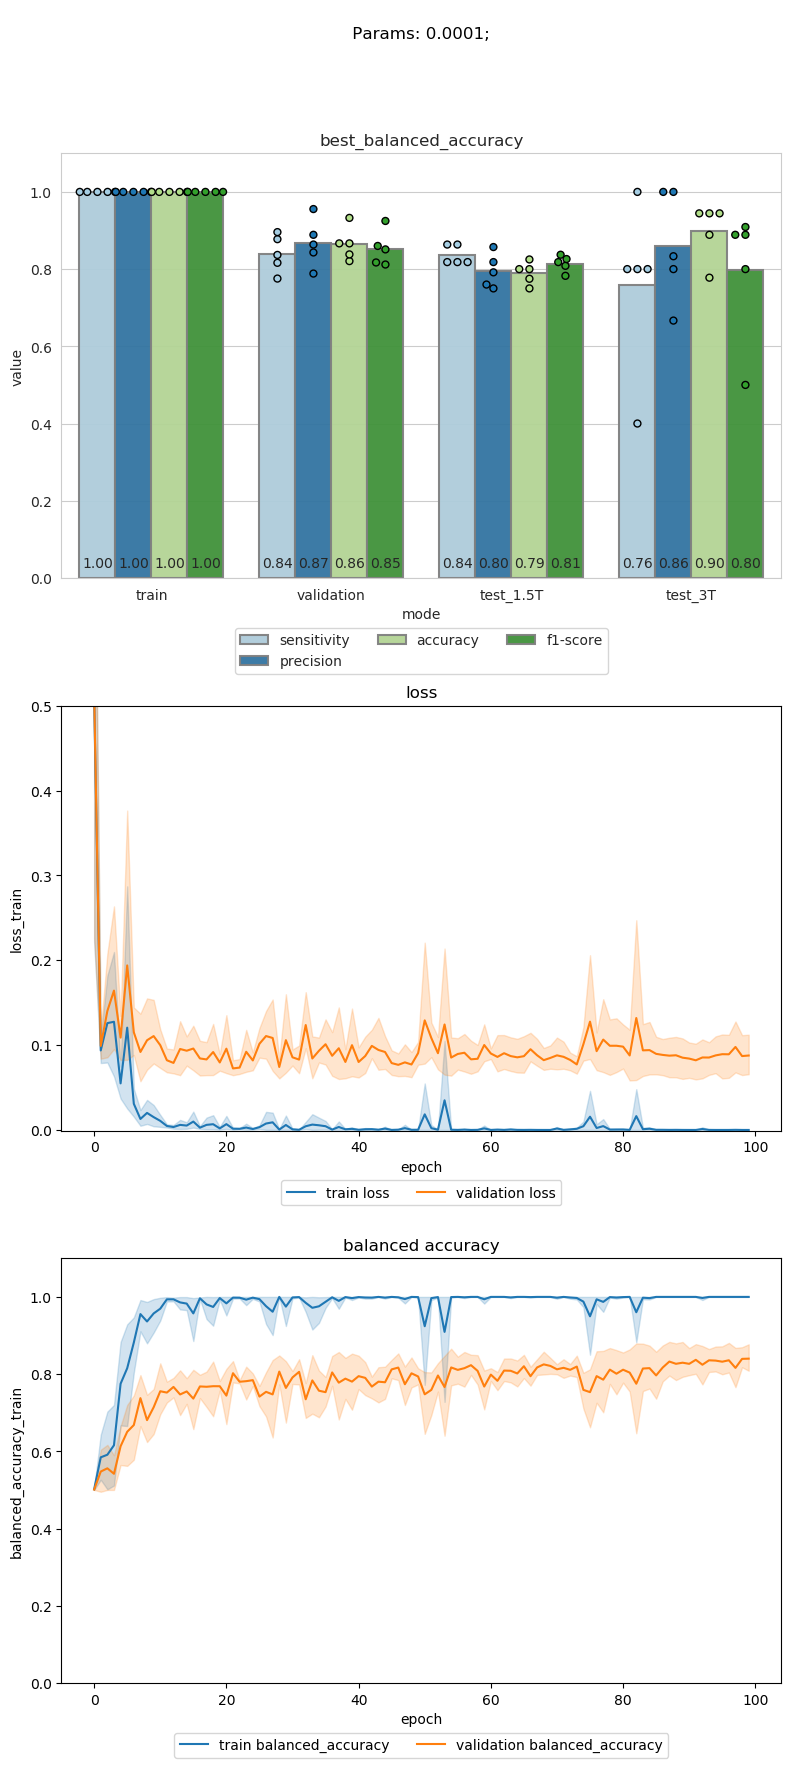 Params: 0.0001;
best_balanced_accuracy
1.0
0.8
0.6
0.4
0.2
0.0
value
1.00 1.00 1.00 1.00 0.84 0.87 0.86 0.85 0.84 0.80 0.79 0.81 0.76 0.86 0.90 0.80
train validation test_1.5T test_3T
mode
sensitivity accuracy f1-score
precision
loss
0.5
0.4
0.3
0.2
0.1
0.0
loss_train
0 20 40 60 80 100
epoch
train loss validation loss
balanced accuracy
1.0
0.8
0.6
0.4
0.2
0.0
balanced_accuracy_train
0 20 40 60 80 100
epoch
train balanced_accuracy validation balanced_accuracy